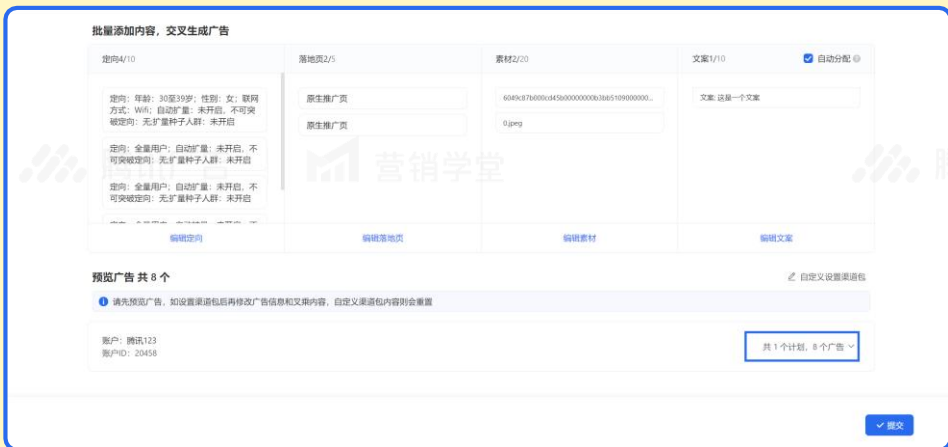 批量添加内容，交叉生成广告
定向4/10
落地页2/5
素材2/20
文案1/10
自动分配
定向：年龄：30至39岁；性别：女；联网
方式：Wifi；自动扩量：未开启，不可突
破定向：无;扩量种子人群：未开启
定向：全量用户；自动扩量：未开启，不
可突破定向：无;扩量种子人群：未开启
定向：全量用户；自动扩量：未开启，不
可突破定向：无;扩量种子人群：未开启
原生推广页
原生推广页
0.jpeg
文案:这是一个文案
编辑定向
编辑落地页
编辑素材
编辑文案
腾讯广告
营销学堂
预览广告 共 8 个
自定义设置渠道包
请先预览广告，如设置渠道包后再修改广告信息和叉乘内容，自定义渠道包内容则会重置
账户：腾讯123
账户ID：20458
共 1 个计划，8 个广告
提交